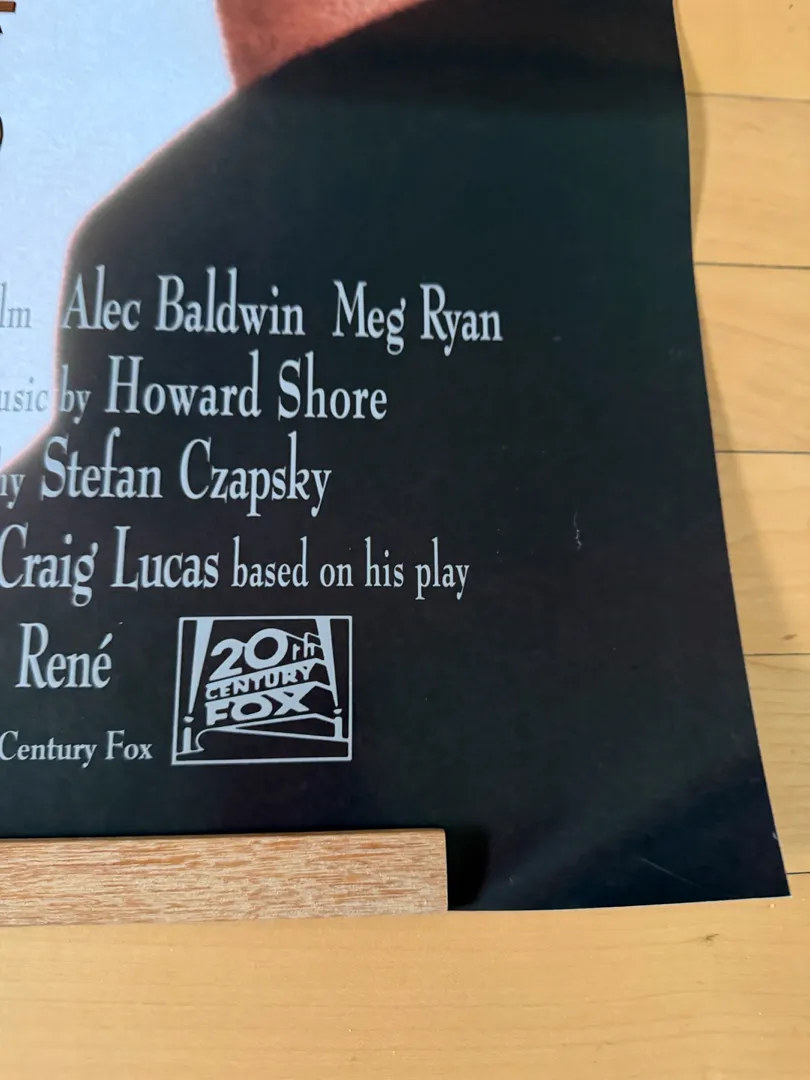 lm Alec Baldwin Meg Ryan
usic by Howard Shore
hy Stefan Czapsky
Craig Lucas based on his play
René
20th
CENTURY
FOX
Century Fox